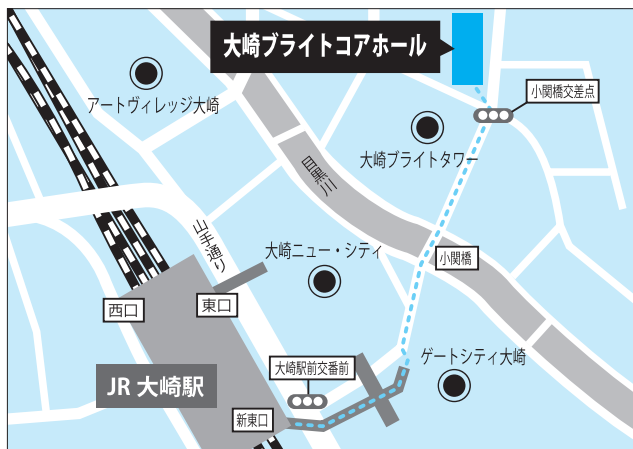 大崎ブライトコアホール
小関橋交差点
アートヴィレッジ大崎
大崎ブライトタワー
目黒川
山手通り
大崎ニュー・シティ
小関橋
東口
西口
ゲートシティ大崎
大崎駅前交番前
JR 大崎駅
新東口